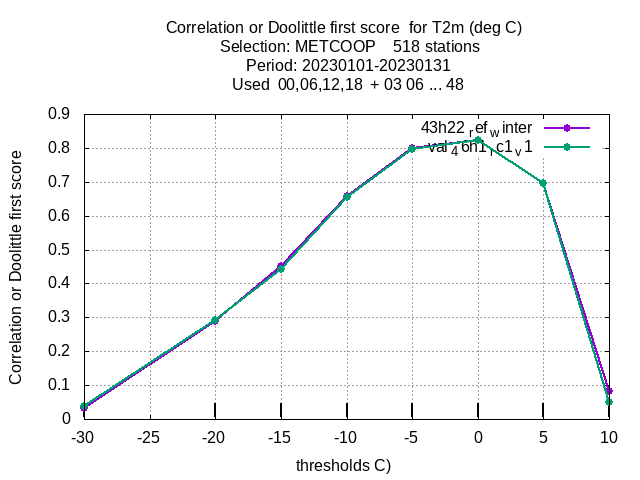 Correlation or Doolittle first score  for T2m (deg C)
Selection: METCOOP    518 stations
Period: 20230101-20230131
Used  00,06,12,18  + 03 06 ... 48
Correlation or Doolittle first score
0.9
0.8
0.7
0.6
0.5
0.4
0.3
0.2
0.1
0
43h22_ref_winter
val_46h1_rc1_v1
-30 -25 -20 -15 -10 -5 0 5 10
thresholds C)